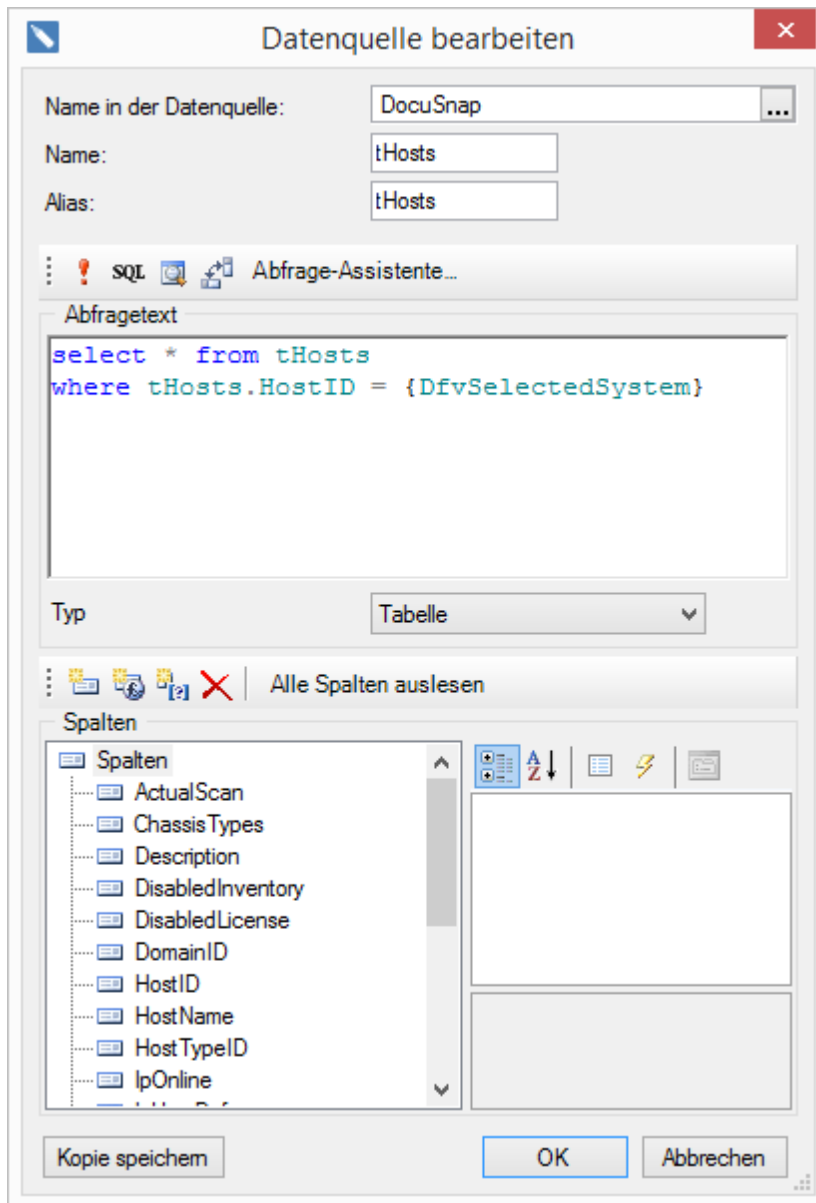 Datenquelle bearbeiten
Name in der Datenquelle: DocuSnap ...
Name: tHosts
Alias: tHosts
SQL Abfrage-Assistente...
Abfragetext
select * from tHosts
where tHosts.HostID = {DfvSelectedSystem}
Typ Tabelle
[?] Alle Spalten auslesen
Spalten
Spalten
ActualScan
ChassisTypes
Description
DisabledInventory
DisabledLicense
DomainID
HostID
HostName
HostTypeID
IpOnline
Kopie speichern OK Abbrechen